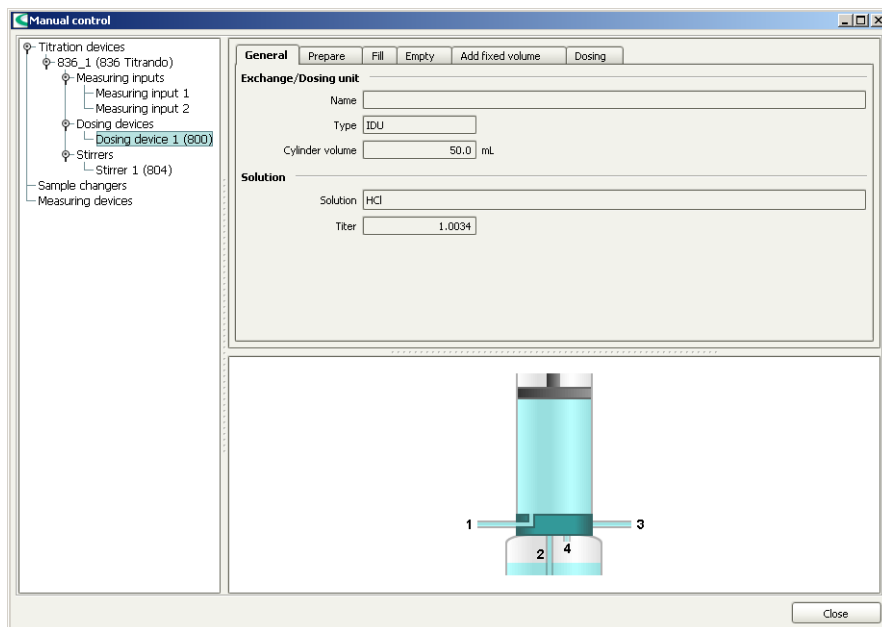 Manual control
Titration devices
836_1 (836 Titrando)
Measuring inputs
Measuring input 1
Measuring input 2
Dosing devices
Dosing device 1 (800)
Stirrers
Stirrer 1 (804)
Sample changers
Measuring devices
General Prepare Fill Empty Add fixed volume Dosing
Exchange/Dosing unit
Name
Type IDU
Cylinder volume 50.0 mL
Solution
Solution HCl
Titer 1.0034
1 3
2 4
Close